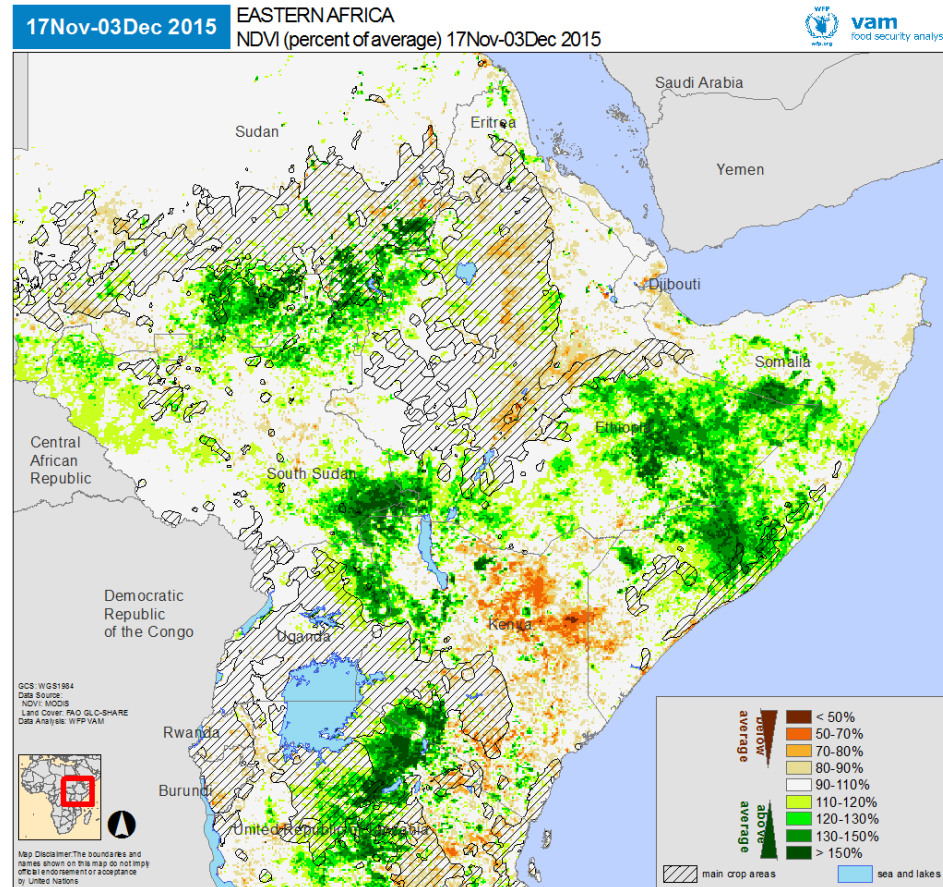 17Nov-03Dec 2015
EASTERN AFRICA
NDVI (percent of average) 17Nov-03Dec 2015
WFP
wfp.org
vam
food security analys
Saudi Arabia
Sudan
Eritrea
Yemen
Djibouti
Somalia
Ethiopia
Central
African
Republic
South Sudan
Democratic
Republic
of the Congo
Uganda
Kenya
GCS: WGS1984
Data Source:
NDVI: MODIS
Land Cover: FAO GLC-SHARE
Data Analysis: WFP VAM
Rwanda
Burundi
United Republic of Tanzania
Map Disclaimer:The boundaries and
names shown on this map do not imply
official endorsement or acceptance
by United Nations
below
average
above
average
< 50%
50-70%
70-80%
80-90%
90-110%
110-120%
120-130%
130-150%
> 150%
main crop areas
sea and lakes